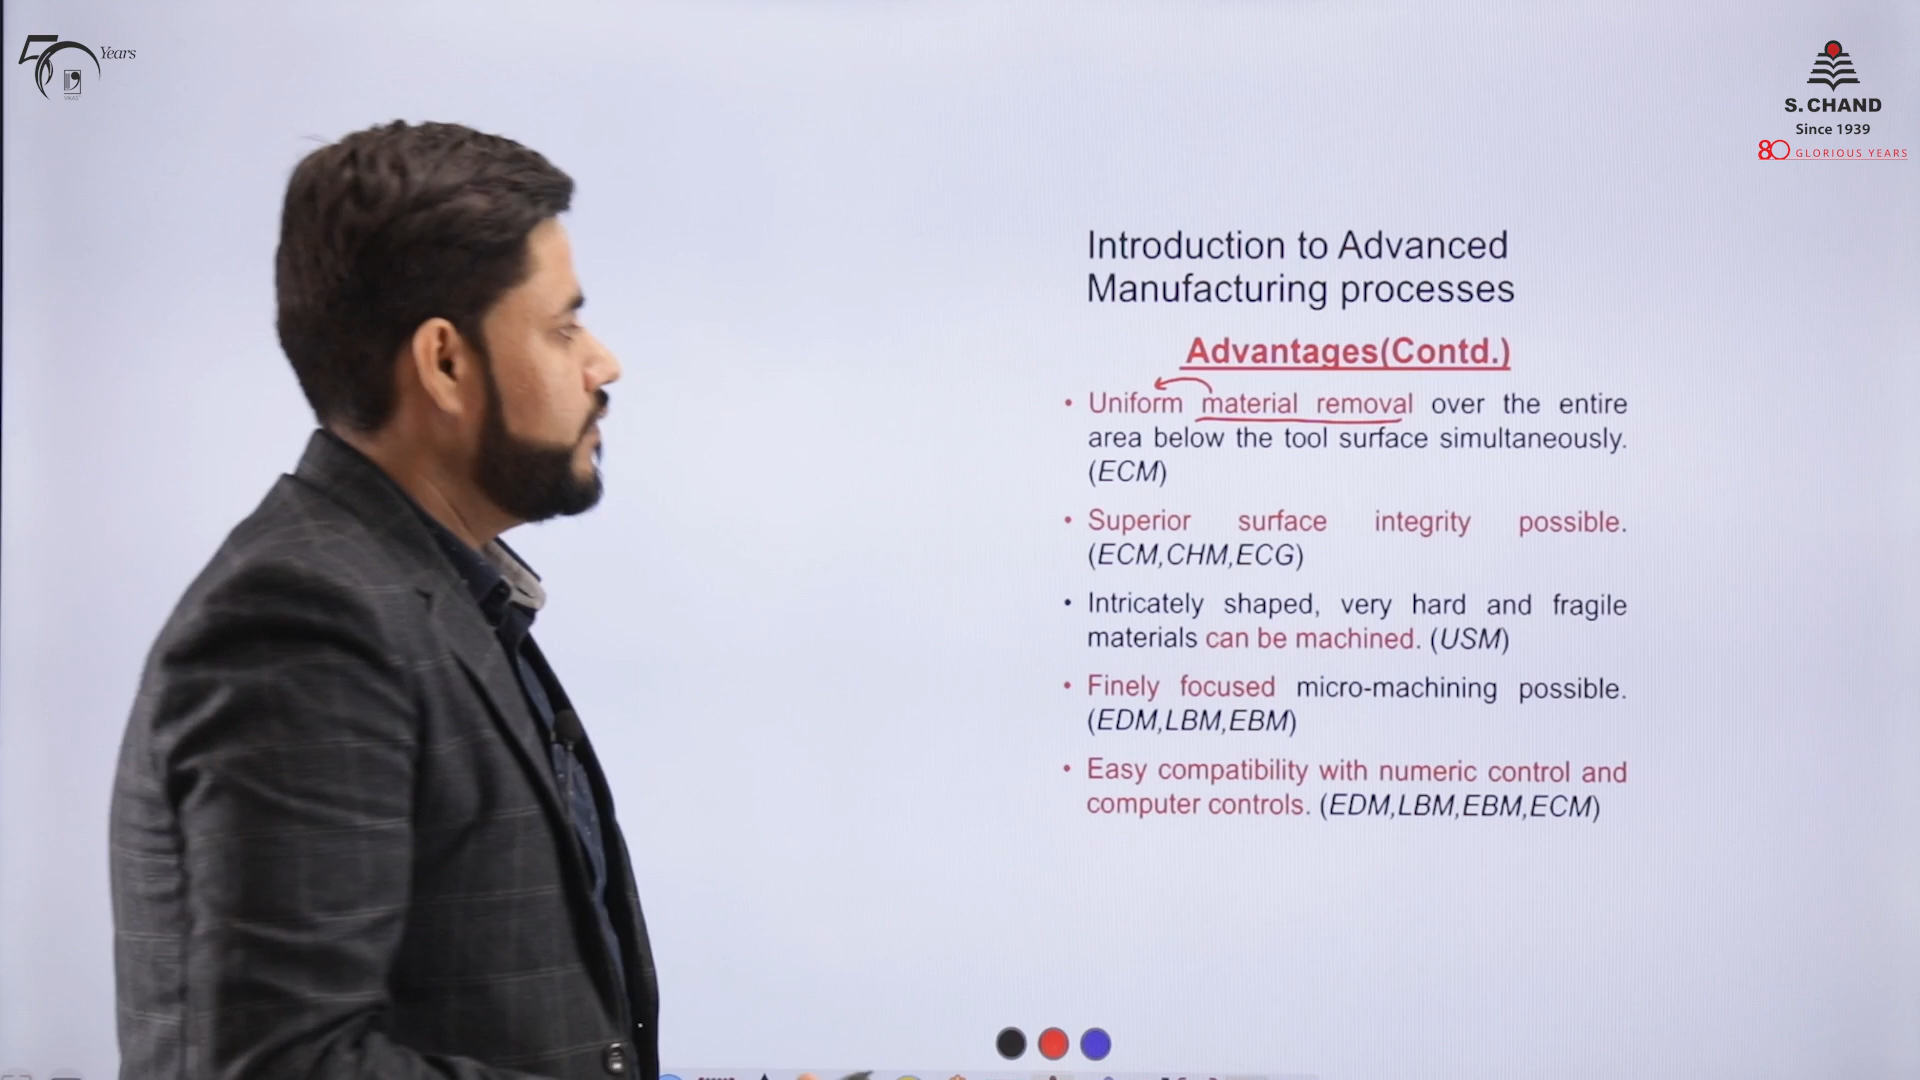 50 Years
VIKAS
S. CHAND
Since 1939
80 GLORIOUS YEARS
Introduction to Advanced
Manufacturing processes
Advantages(Contd.)
• Uniform material removal over the entire
area below the tool surface simultaneously.
(ECM)
• Superior surface integrity possible.
(ECM,CHM,ECG)
• Intricately shaped, very hard and fragile
materials can be machined. (USM)
• Finely focused micro-machining possible.
(EDM,LBM,EBM)
• Easy compatibility with numeric control and
computer controls. (EDM,LBM,EBM,ECM)